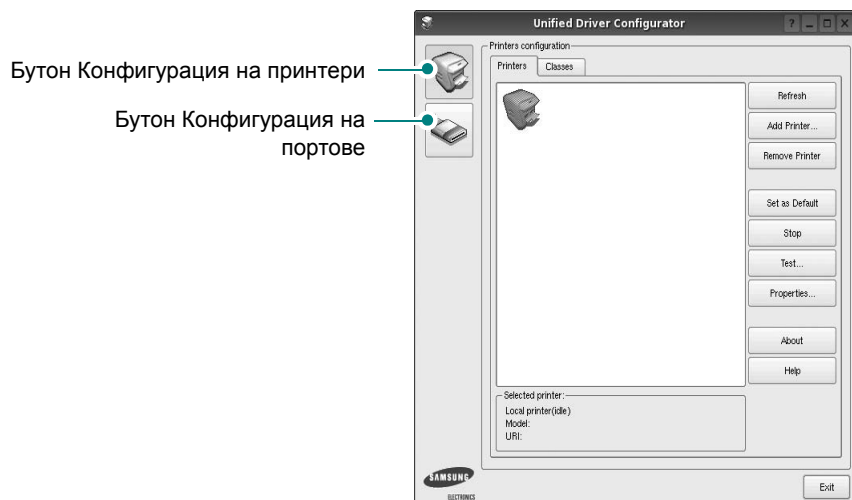 Unified Driver Configurator
?
Printers configuration
Бутон Конфигурация на принтери
Бутон Конфигурация на
портове
Printers
Classes
Refresh
Add Printer...
Remove Printer
Set as Default
Stop
Test...
Properties...
About
Help
Selected printer:
Local printer(idle)
Model:
URI:
SAMSUNG
ELECTRONICS
Exit